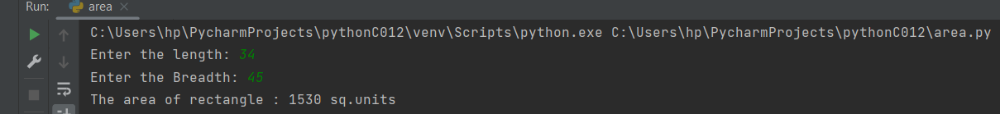 Run: area
C:\Users\hp\PycharmProjects\pythonC012\venv\Scripts\python.exe C:\Users\hp\PycharmProjects\pythonC012\area.py
Enter the length: 34
Enter the Breadth: 45
The area of rectangle : 1530 sq.units